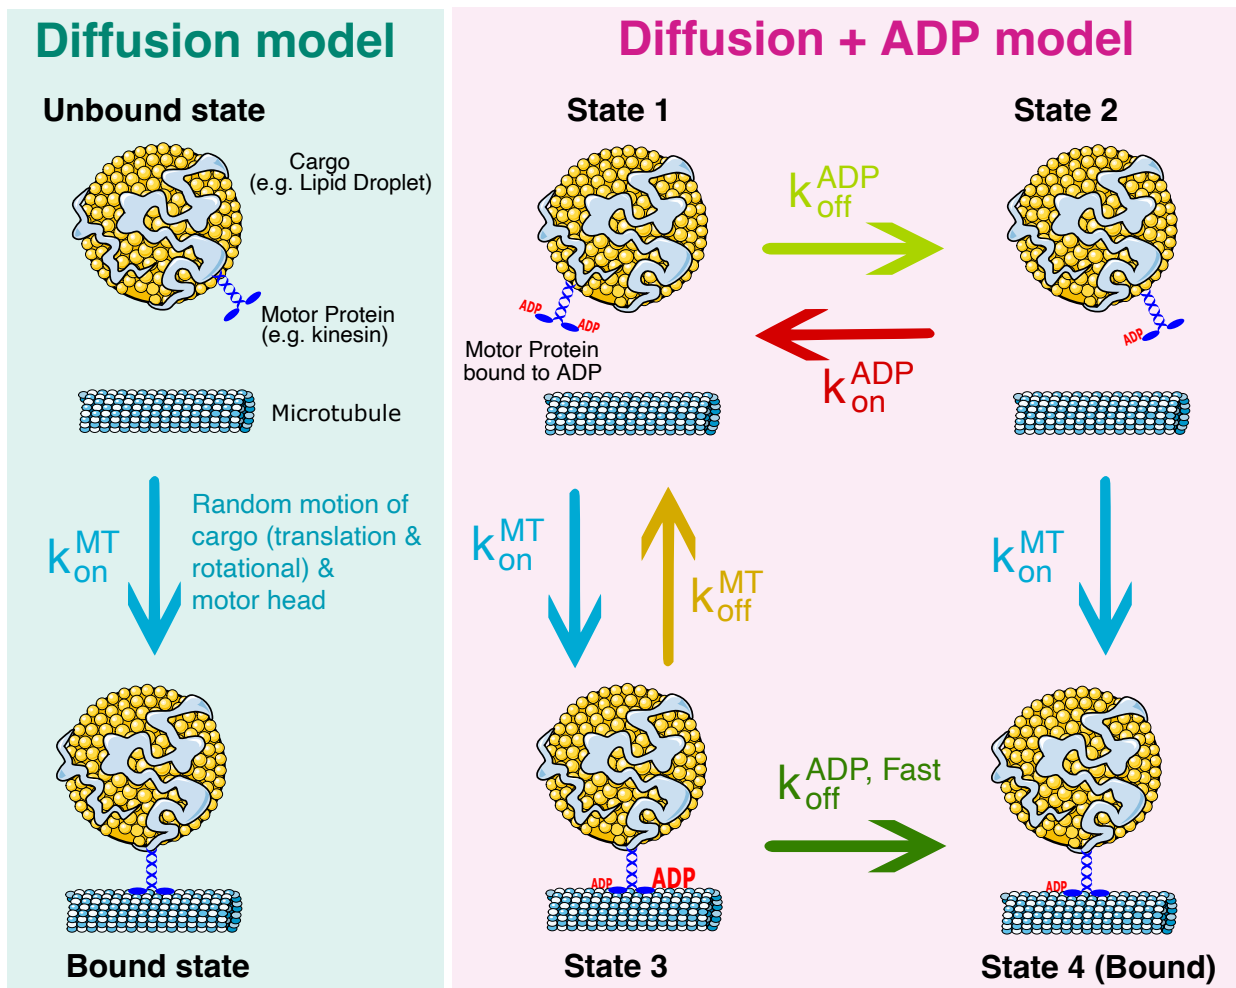 Diffusion model
Unbound state
Cargo
(e.g. Lipid Droplet)
Motor Protein
(e.g. kinesin)
Microtubule
k on MT
Random motion of
cargo (translation &
rotational) &
motor head
Bound state
Diffusion + ADP model
State 1
State 2
k off ADP
ADP
ADP
Motor Protein
bound to ADP
ADP
k on ADP
k on MT
k off MT
k on MT
k off ADP, Fast
ADP
ADP
ADP
State 3
State 4 (Bound)